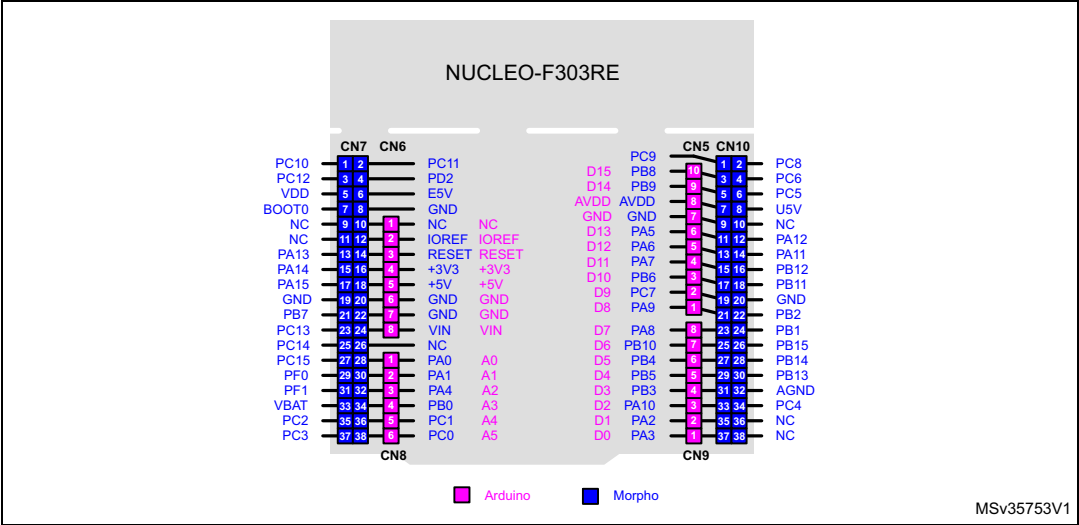 NUCLEO-F303RE
CN7 CN6 CN5 CN10
PC9
PC10 1 2 PC11 D15 PB8 10 1 2 PC8
PC12 3 4 PD2 D14 PB9 9 3 4 PC6
VDD 5 6 E5V AVDD AVDD 8 5 6 PC5
BOOT0 7 8 GND GND GND 7 7 8 U5V
NC 9 10 1 NC NC D13 PA5 6 9 10 NC
NC 11 12 2 IOREF IOREF D12 PA6 5 11 12 PA12
PA13 13 14 3 RESET RESET D11 PA7 4 13 14 PA11
PA14 15 16 4 +3V3 +3V3 D10 PB6 3 15 16 PB12
PA15 17 18 5 +5V +5V D9 PC7 2 17 18 PB11
GND 19 20 6 GND GND D8 PA9 1 19 20 GND
PB7 21 22 7 GND GND 21 22 PB2
PC13 23 24 8 VIN VIN D7 PA8 8 23 24 PB1
PC14 25 26 NC D6 PB10 7 25 26 PB15
PC15 27 28 1 PA0 A0 D5 PB4 6 27 28 PB14
PF0 29 30 2 PA1 A1 D4 PB5 5 29 30 PB13
PF1 31 32 3 PA4 A2 D3 PB3 4 31 32 AGND
VBAT 33 34 4 PB0 A3 D2 PA10 3 33 34 PC4
PC2 35 36 5 PC1 A4 D1 PA2 2 35 36 NC
PC3 37 38 6 PC0 A5 D0 PA3 1 37 38 NC
CN8 CN9
Arduino Morpho
MSv35753V1